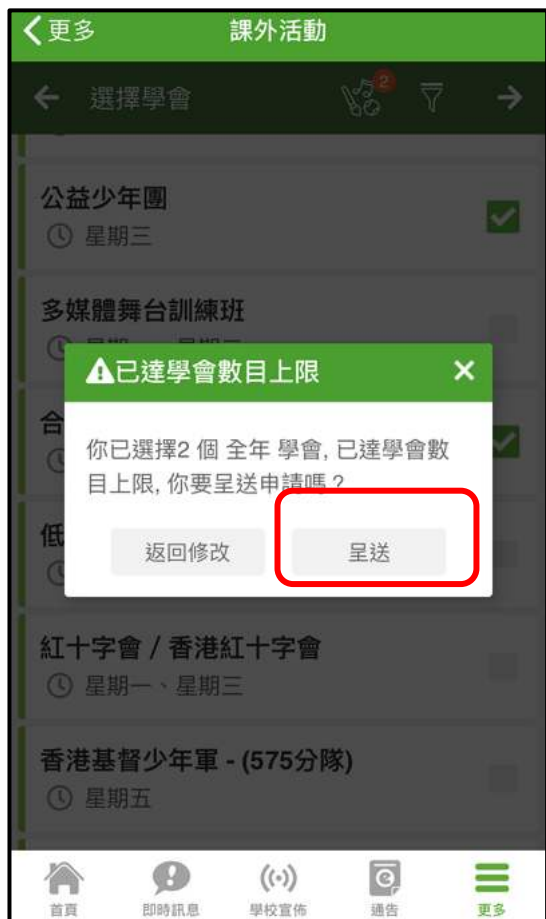 更多
課外活動
選擇學會
2
公益少年團
星期三
多媒體舞台訓練班
已達學會數目上限
合
你已選擇2 個 全年 學會, 已達學會數
目上限, 你要呈送申請嗎？
低
返回修改
呈送
紅十字會 / 香港紅十字會
星期一、星期三
香港基督少年軍 - (575分隊)
星期五
首頁
即時訊息
學校宣佈
通告
更多